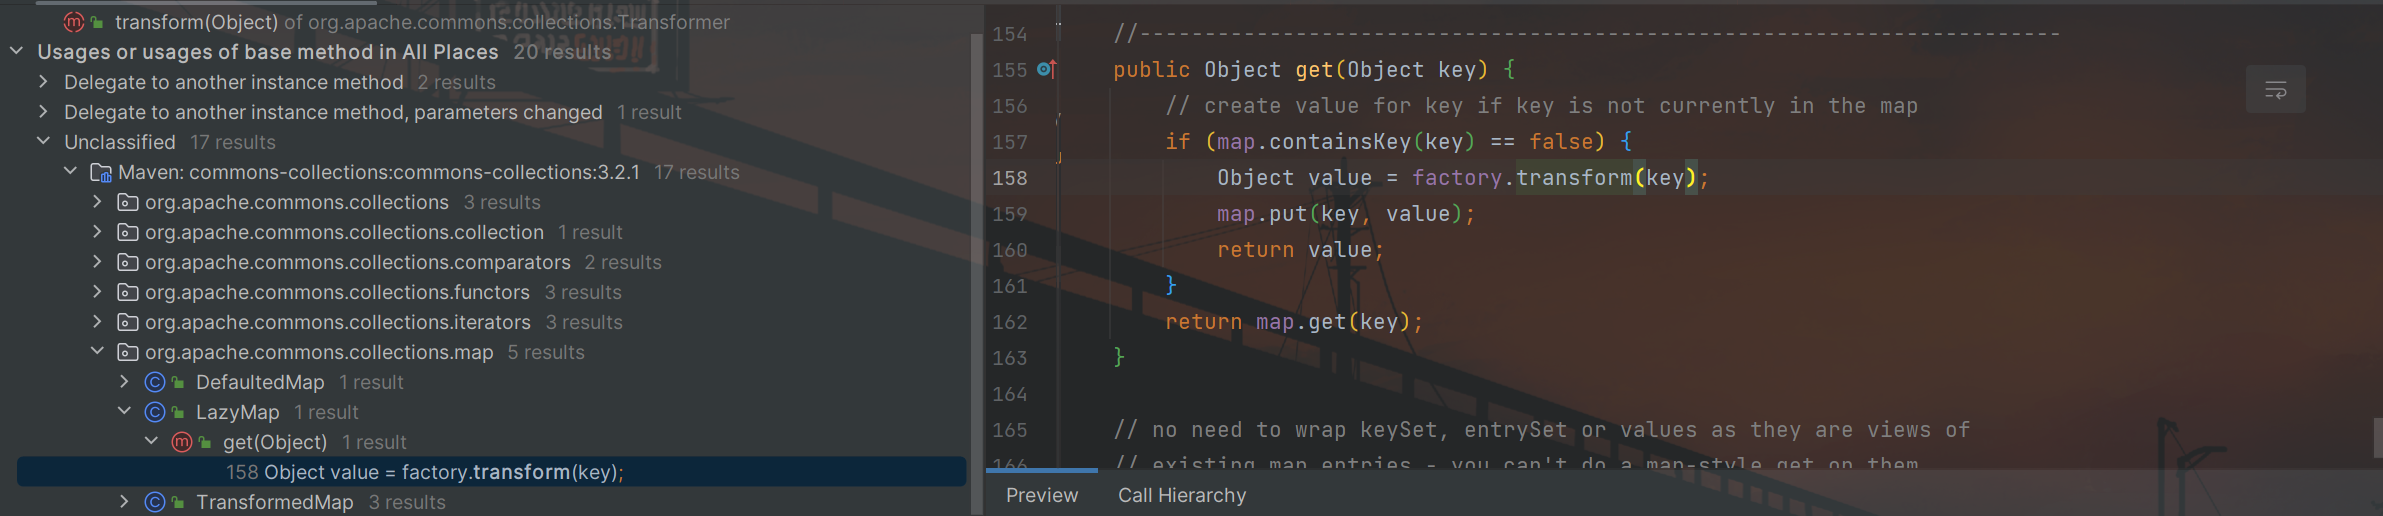 transform(Object) of org.apache.commons.collections.Transformer
Usages or usages of base method in All Places 20 results
Delegate to another instance method 2 results
Delegate to another instance method, parameters changed 1 result
Unclassified 17 results
Maven: commons-collections:commons-collections:3.2.1 17 results
org.apache.commons.collections 3 results
org.apache.commons.collections.collection 1 result
org.apache.commons.collections.comparators 2 results
org.apache.commons.collections.functors 3 results
org.apache.commons.collections.iterators 3 results
org.apache.commons.collections.map 5 results
DefaultedMap 1 result
LazyMap 1 result
get(Object) 1 result
158 Object value = factory.transform(key);
TransformedMap 3 results
154 //-----------------------------------------------------------------------
155 public Object get(Object key) {
156 // create value for key if key is not currently in the map
157 if (map.containsKey(key) == false) {
158 Object value = factory.transform(key);
159 map.put(key, value);
160 return value;
161 }
162 return map.get(key);
163 }
164
165 // no need to wrap keySet, entrySet or values as they are views of
166 // existing map entries - you can't do a map-style get on them
Preview Call Hierarchy